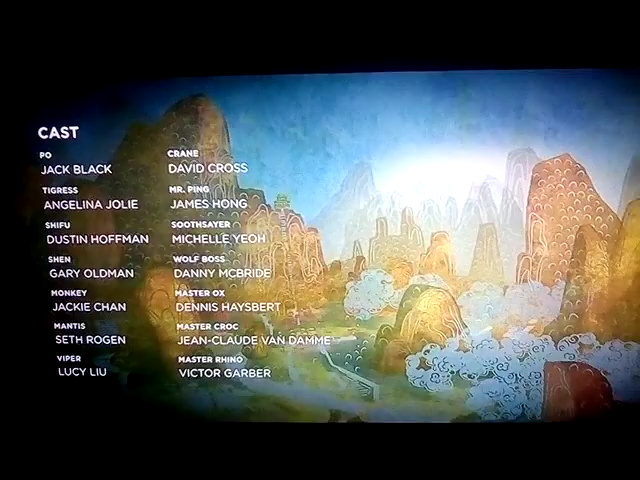 CAST
PO
JACK BLACK
TIGRESS
ANGELINA JOLIE
SHIFU
DUSTIN HOFFMAN
SHEN
GARY OLDMAN
MONKEY
JACKIE CHAN
MANTIS
SETH ROGEN
VIPER
LUCY LIU
CRANE
DAVID CROSS
MR. PING
JAMES HONG
SOOTHSAYER
MICHELLE YEOH
WOLF BOSS
DANNY MCBRIDE
MASTER OX
DENNIS HAYSBERT
MASTER CROC
JEAN-CLAUDE VAN DAMME
MASTER RHINO
VICTOR GARBER